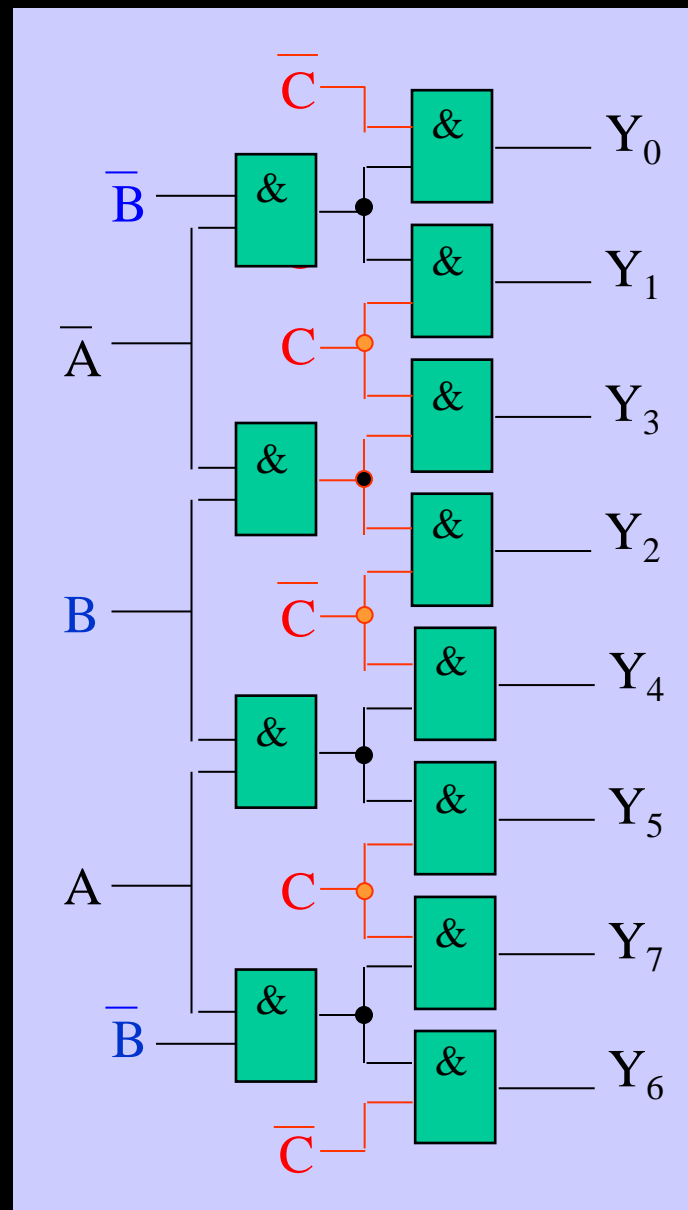 C̅
& Y₀
B̅ &
& Y₁
A̅ C
& Y₃
&
& Y₂
B C̅
& Y₄
&
& Y₅
A C
& Y₇
&
B̅
& Y₆
C̅